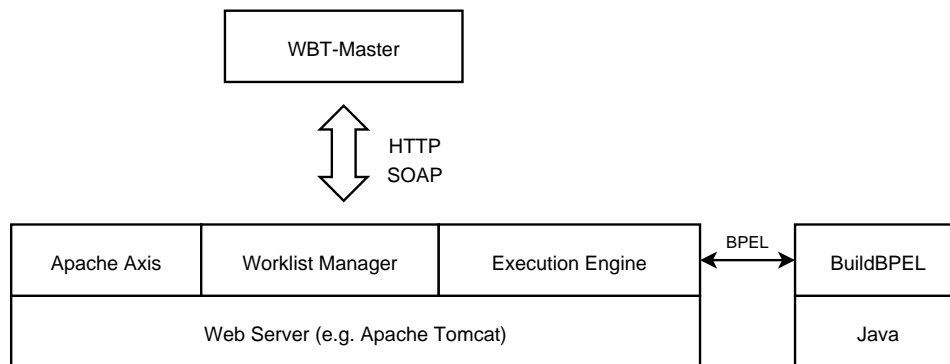 WBT-Master
HTTP
SOAP
BPEL
Apache Axis
Worklist Manager
Execution Engine
BuildBPEL
Web Server (e.g. Apache Tomcat)
Java